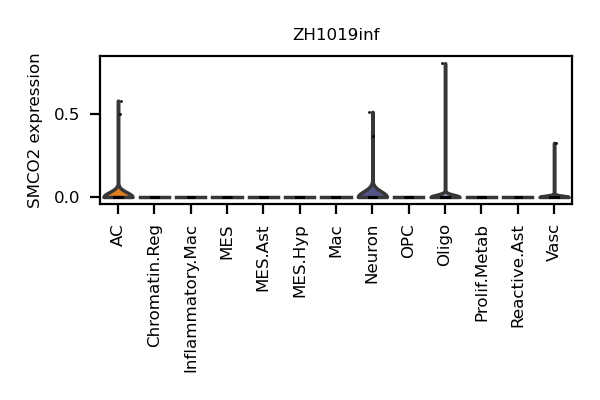 ZH1019inf
SMCO2 expression
0.5
0.0
AC
Chromatin.Reg
Inflammatory.Mac
MES
MES.Ast
MES.Hyp
Mac
Neuron
OPC
Oligo
Prolif.Metab
Reactive.Ast
Vasc